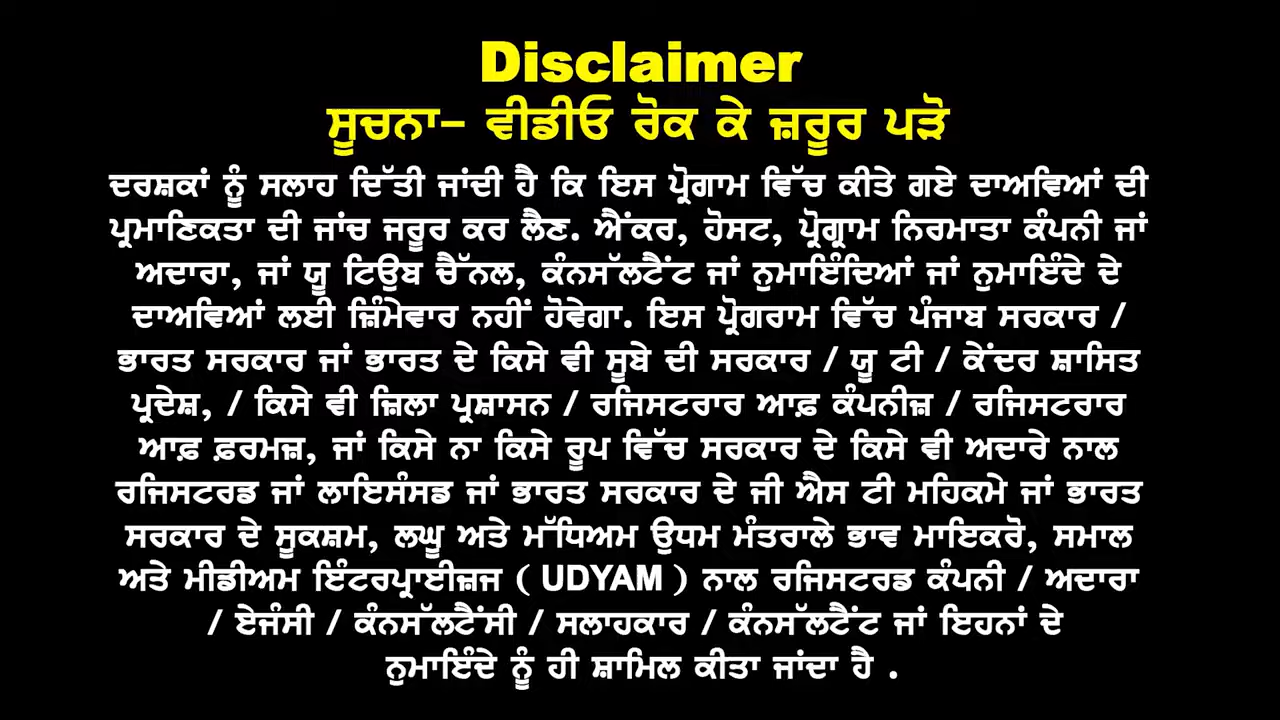 Disclaimer
ਸੂਚਨਾ- ਵੀਡੀਓ ਰੋਕ ਕੇ ਜ਼ਰੂਰ ਪੜੋ
ਦਰਸ਼ਕਾਂ ਨੂੰ ਸਲਾਹ ਦਿੱਤੀ ਜਾਂਦੀ ਹੈ ਕਿ ਇਸ ਪ੍ਰੋਗਾਮ ਵਿੱਚ ਕੀਤੇ ਗਏ ਦਾਅਵਿਆਂ ਦੀ
ਪ੍ਰਮਾਣਿਕਤਾ ਦੀ ਜਾਂਚ ਜਰੂਰ ਕਰ ਲੈਣ. ਐਂਕਰ, ਹੋਸਟ, ਪ੍ਰੋਗ੍ਰਾਮ ਨਿਰਮਾਤਾ ਕੰਪਨੀ ਜਾਂ
ਅਦਾਰਾ, ਜਾਂ ਯੂ ਟਿਉਬ ਚੈੱਨਲ, ਕੰਨਸੱਲਟੈਂਟ ਜਾਂ ਨੁਮਾਇੰਦਿਆਂ ਜਾਂ ਨੁਮਾਇੰਦੇ ਦੇ
ਦਾਅਵਿਆਂ ਲਈ ਜ਼ਿੰਮੇਵਾਰ ਨਹੀਂ ਹੋਵੇਗਾ. ਇਸ ਪ੍ਰੋਗਰਾਮ ਵਿੱਚ ਪੰਜਾਬ ਸਰਕਾਰ /
ਭਾਰਤ ਸਰਕਾਰ ਜਾਂ ਭਾਰਤ ਦੇ ਕਿਸੇ ਵੀ ਸੂਬੇ ਦੀ ਸਰਕਾਰ / ਯੂ ਟੀ / ਕੇਂਦਰ ਸ਼ਾਸਿਤ
ਪ੍ਰਦੇਸ਼, / ਕਿਸੇ ਵੀ ਜ਼ਿਲਾ ਪ੍ਰਸ਼ਾਸਨ / ਰਜਿਸਟਰਾਰ ਆਫ਼ ਕੰਪਨੀਜ਼ / ਰਜਿਸਟਰਾਰ
ਆਫ਼ ਫ਼ਰਮਜ਼, ਜਾਂ ਕਿਸੇ ਨਾ ਕਿਸੇ ਰੂਪ ਵਿੱਚ ਸਰਕਾਰ ਦੇ ਕਿਸੇ ਵੀ ਅਦਾਰੇ ਨਾਲ
ਰਜਿਸਟਰਡ ਜਾਂ ਲਾਇਸੰਸਡ ਜਾਂ ਭਾਰਤ ਸਰਕਾਰ ਦੇ ਜੀ ਐਸ ਟੀ ਮਹਿਕਮੇ ਜਾਂ ਭਾਰਤ
ਸਰਕਾਰ ਦੇ ਸੂਕਸ਼ਮ, ਲਘੂ ਅਤੇ ਮੱਧਿਅਮ ਉਧਮ ਮੰਤਰਾਲੇ ਭਾਵ ਮਾਇਕਰੋ, ਸਮਾਲ
ਅਤੇ ਮੀਡੀਅਮ ਇੰਟਰਪ੍ਰਾਈਜ਼ਜ ( UDYAM ) ਨਾਲ ਰਜਿਸਟਰਡ ਕੰਪਨੀ / ਅਦਾਰਾ
/ ਏਜੰਸੀ / ਕੰਨਸੱਲਟੈਂਸੀ / ਸਲਾਹਕਾਰ / ਕੰਨਸੱਲਟੈਂਟ ਜਾਂ ਇਹਨਾਂ ਦੇ
ਨੁਮਾਇੰਦੇ ਨੂੰ ਹੀ ਸ਼ਾਮਿਲ ਕੀਤਾ ਜਾਂਦਾ ਹੈ .